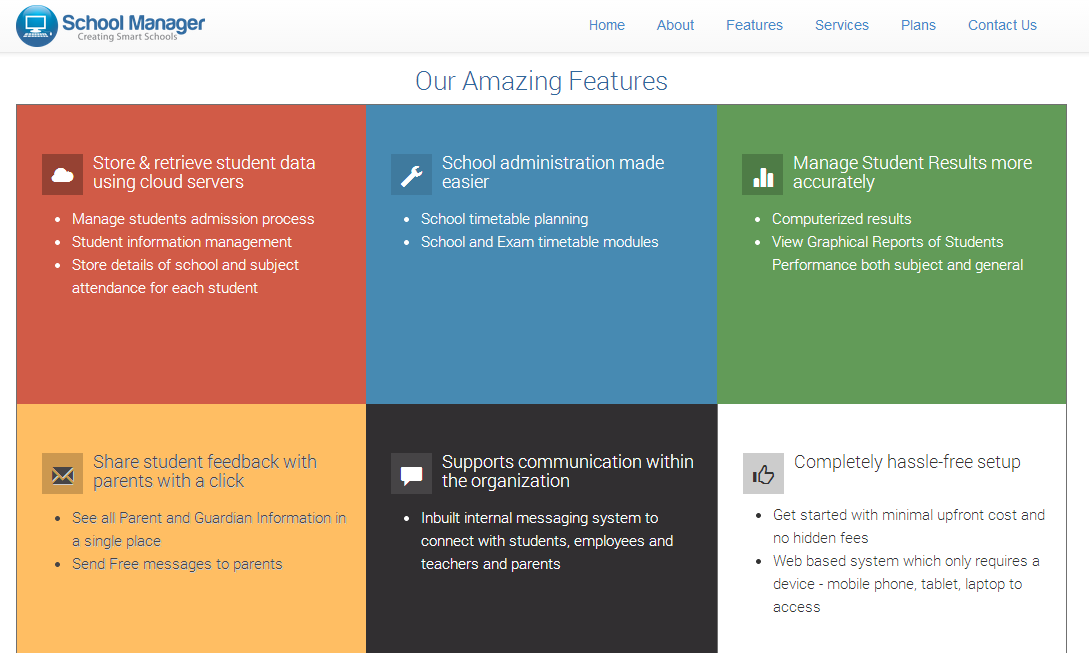 School Manager
Creating Smart Schools
Home About Features Services Plans Contact Us
Our Amazing Features
Store & retrieve student data
using cloud servers
Manage students admission process
Student information management
Store details of school and subject
attendance for each student
School administration made
easier
School timetable planning
School and Exam timetable modules
Manage Student Results more
accurately
Computerized results
View Graphical Reports of Students
Performance both subject and general
Share student feedback with
parents with a click
See all Parent and Guardian Information in
a single place
Send Free messages to parents
Supports communication within
the organization
Inbuilt internal messaging system to
connect with students, employees and
teachers and parents
Completely hassle-free setup
Get started with minimal upfront cost and
no hidden fees
Web based system which only requires a
device - mobile phone, tablet, laptop to
access